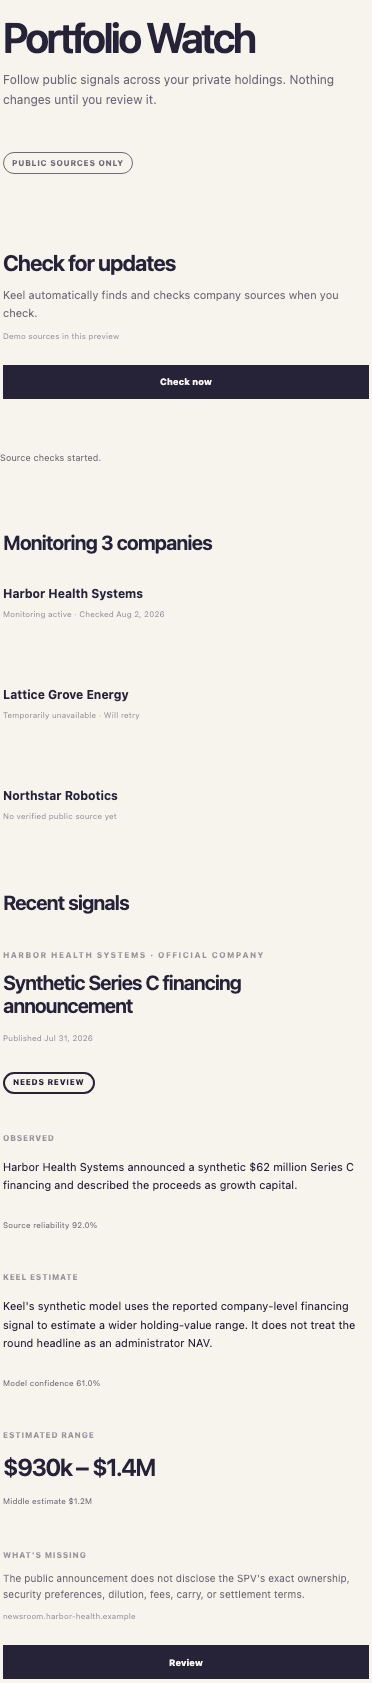 Portfolio Watch
Follow public signals across your private holdings. Nothing
changes until you review it.
PUBLIC SOURCES ONLY
Check for updates
Keel automatically finds and checks company sources when you
check.
Demo sources in this preview
Check now
Source checks started.
Monitoring 3 companies
Harbor Health Systems
Monitoring active · Checked Aug 2, 2026
Lattice Grove Energy
Temporarily unavailable · Will retry
Northstar Robotics
No verified public source yet
Recent signals
HARBOR HEALTH SYSTEMS · OFFICIAL COMPANY
Synthetic Series C financing
announcement
Published Jul 31, 2026
NEEDS REVIEW
OBSERVED
Harbor Health Systems announced a synthetic $62 million Series C
financing and described the proceeds as growth capital.
Source reliability 92.0%
KEEL ESTIMATE
Keel's synthetic model uses the reported company-level financing
signal to estimate a wider holding-value range. It does not treat the
round headline as an administrator NAV.
Model confidence 61.0%
ESTIMATED RANGE
$930k – $1.4M
Middle estimate $1.2M
WHAT'S MISSING
The public announcement does not disclose the SPV's exact ownership,
security preferences, dilution, fees, carry, or settlement terms.
newsroom.harbor-health.example
Review